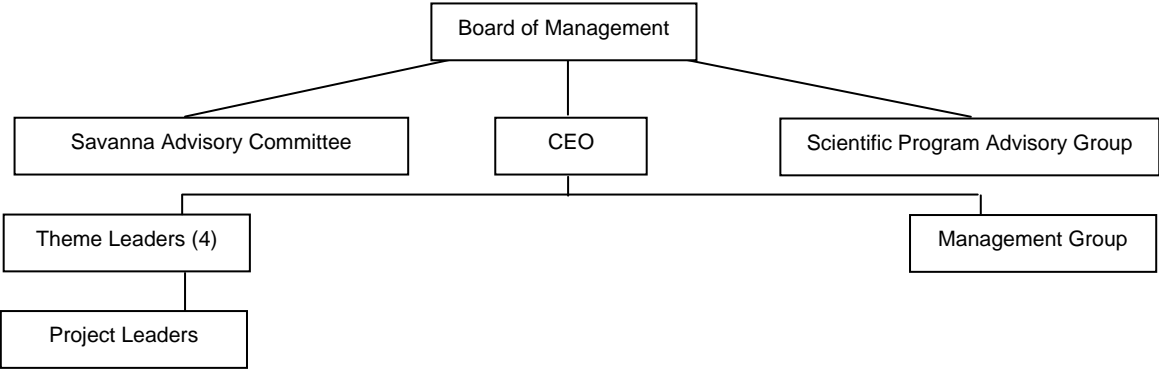 Board of Management
Savanna Advisory Committee
CEO
Scientific Program Advisory Group
Theme Leaders (4)
Management Group
Project Leaders